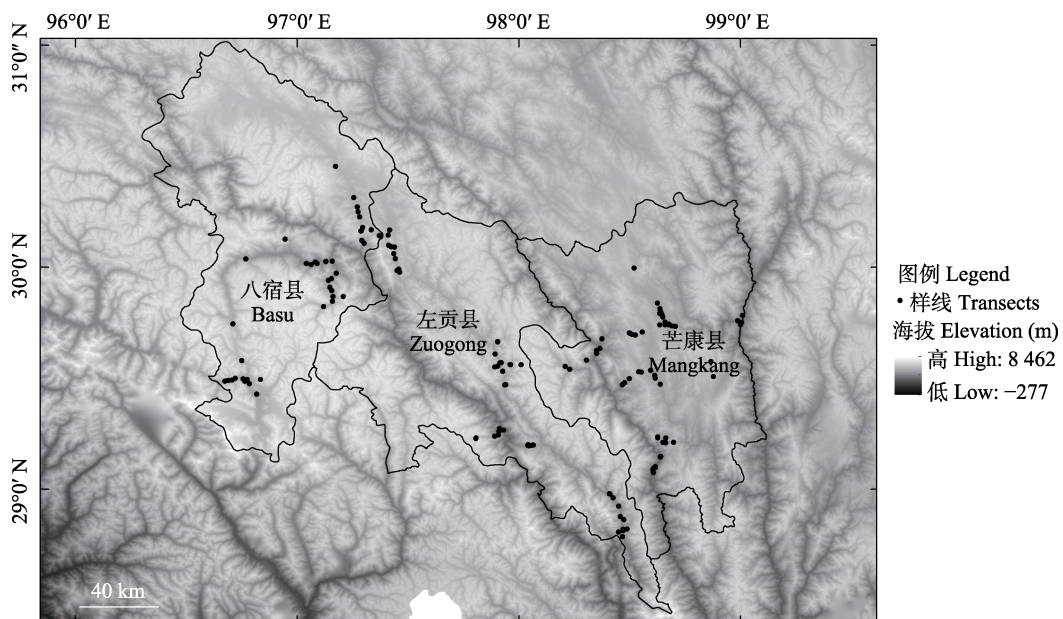 96°0′ E
97°0′ E
98°0′ E
99°0′ E
31°0′ N
30°0′ N
29°0′ N
八宿县
Basu
左贡县
Zuogong
芒康县
Mangkang
40 km
图例 Legend
样线 Transects
海拔 Elevation (m)
高 High: 8 462
低 Low: −277